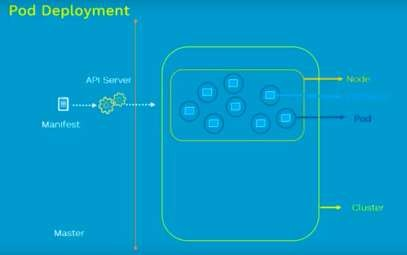 Pod Deployment
API Server
Node
Manifest
Pod
Cluster
Master